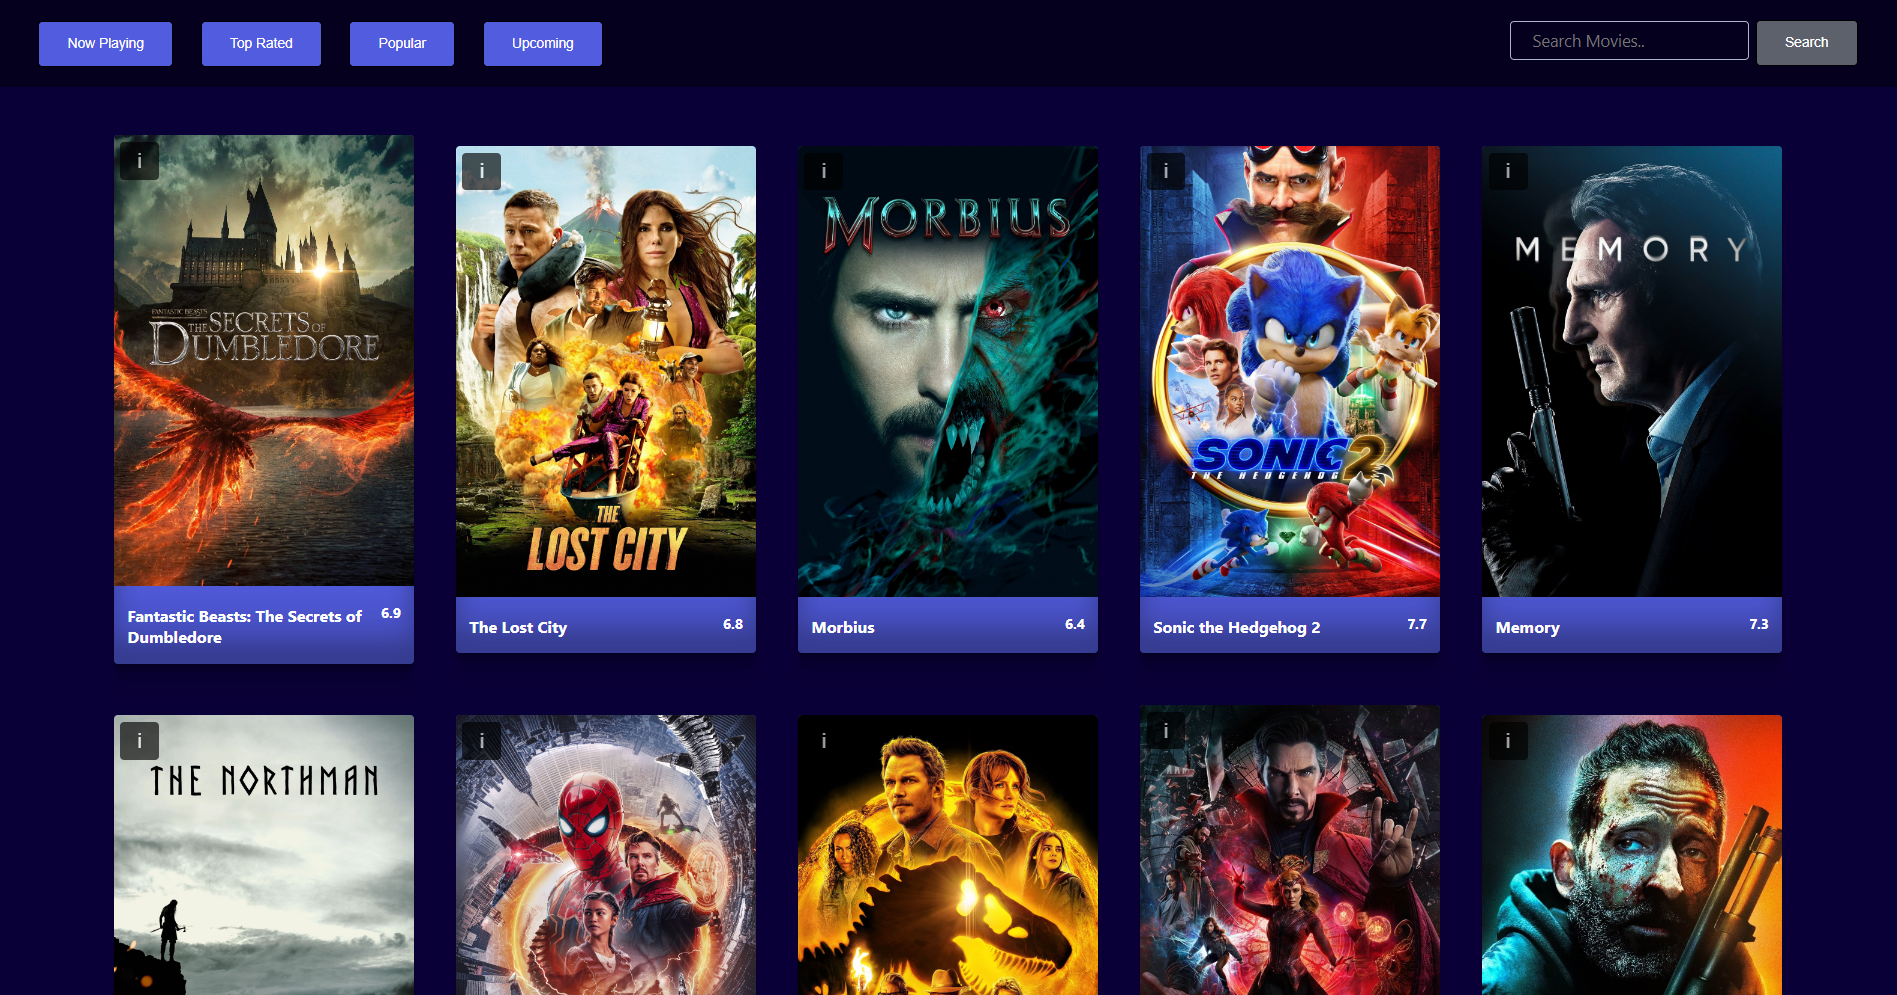 Now Playing
Top Rated
Popular
Upcoming
Search Movies..
Search
i
FANTASTIC BEASTS
THE SECRETS OF
DUMBLEDORE
Fantastic Beasts: The Secrets of
Dumbledore
6.9
i
THE
LOST CITY
The Lost City
6.8
i
MORBIUS
Morbius
6.4
i
SONIC 2
THE HEDGEHOG
Sonic the Hedgehog 2
7.7
i
MEMORY
Memory
7.3
i
THE NORTHMAN
i
i
i
i